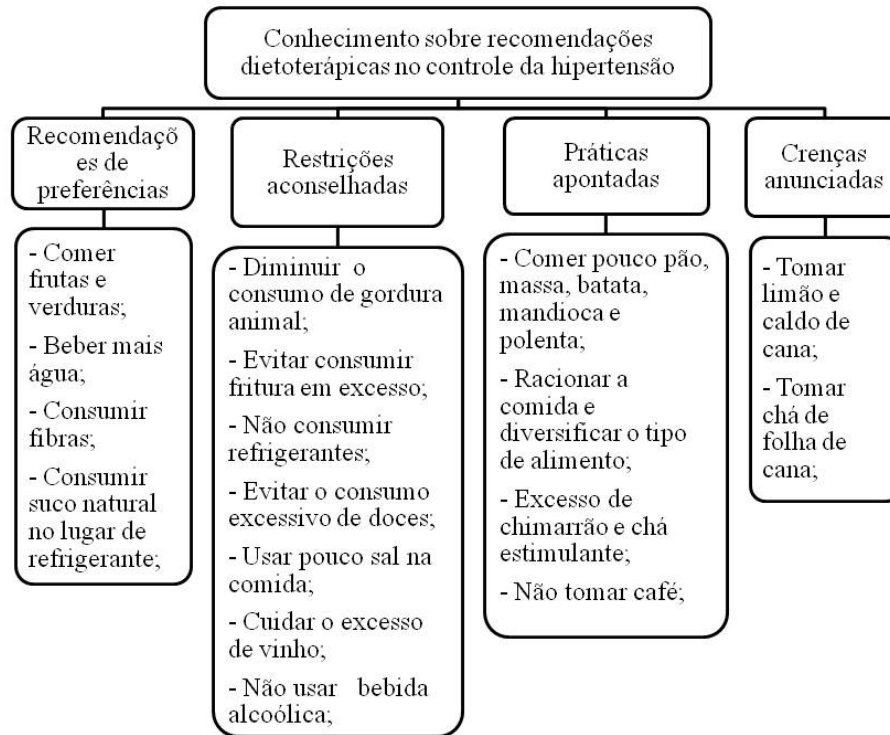 Conhecimento sobre recomendações
dietoterápicas no controle da hipertensão
Recomendaçõ
es de
preferências
- Comer
frutas e
verduras;
- Beber mais
água;
- Consumir
fibras;
- Consumir
suco natural
no lugar de
refrigerante;
Restrições
aconselhadas
- Diminuir o
consumo de gordura
animal;
- Evitar consumir
fritura em excesso;
- Não consumir
refrigerantes;
- Evitar o consumo
excessivo de doces;
- Usar pouco sal na
comida;
- Cuidar o excesso
de vinho;
- Não usar bebida
alcoólica;
Práticas
apontadas
- Comer pouco pão,
massa, batata,
mandioca e
polenta;
- Racionar a
comida e
diversificar o tipo
de alimento;
- Excesso de
chimarrão e chá
estimulante;
- Não tomar café;
Crenças
anunciadas
- Tomar
limão e
caldo de
cana;
- Tomar
chá de
folha de
cana;